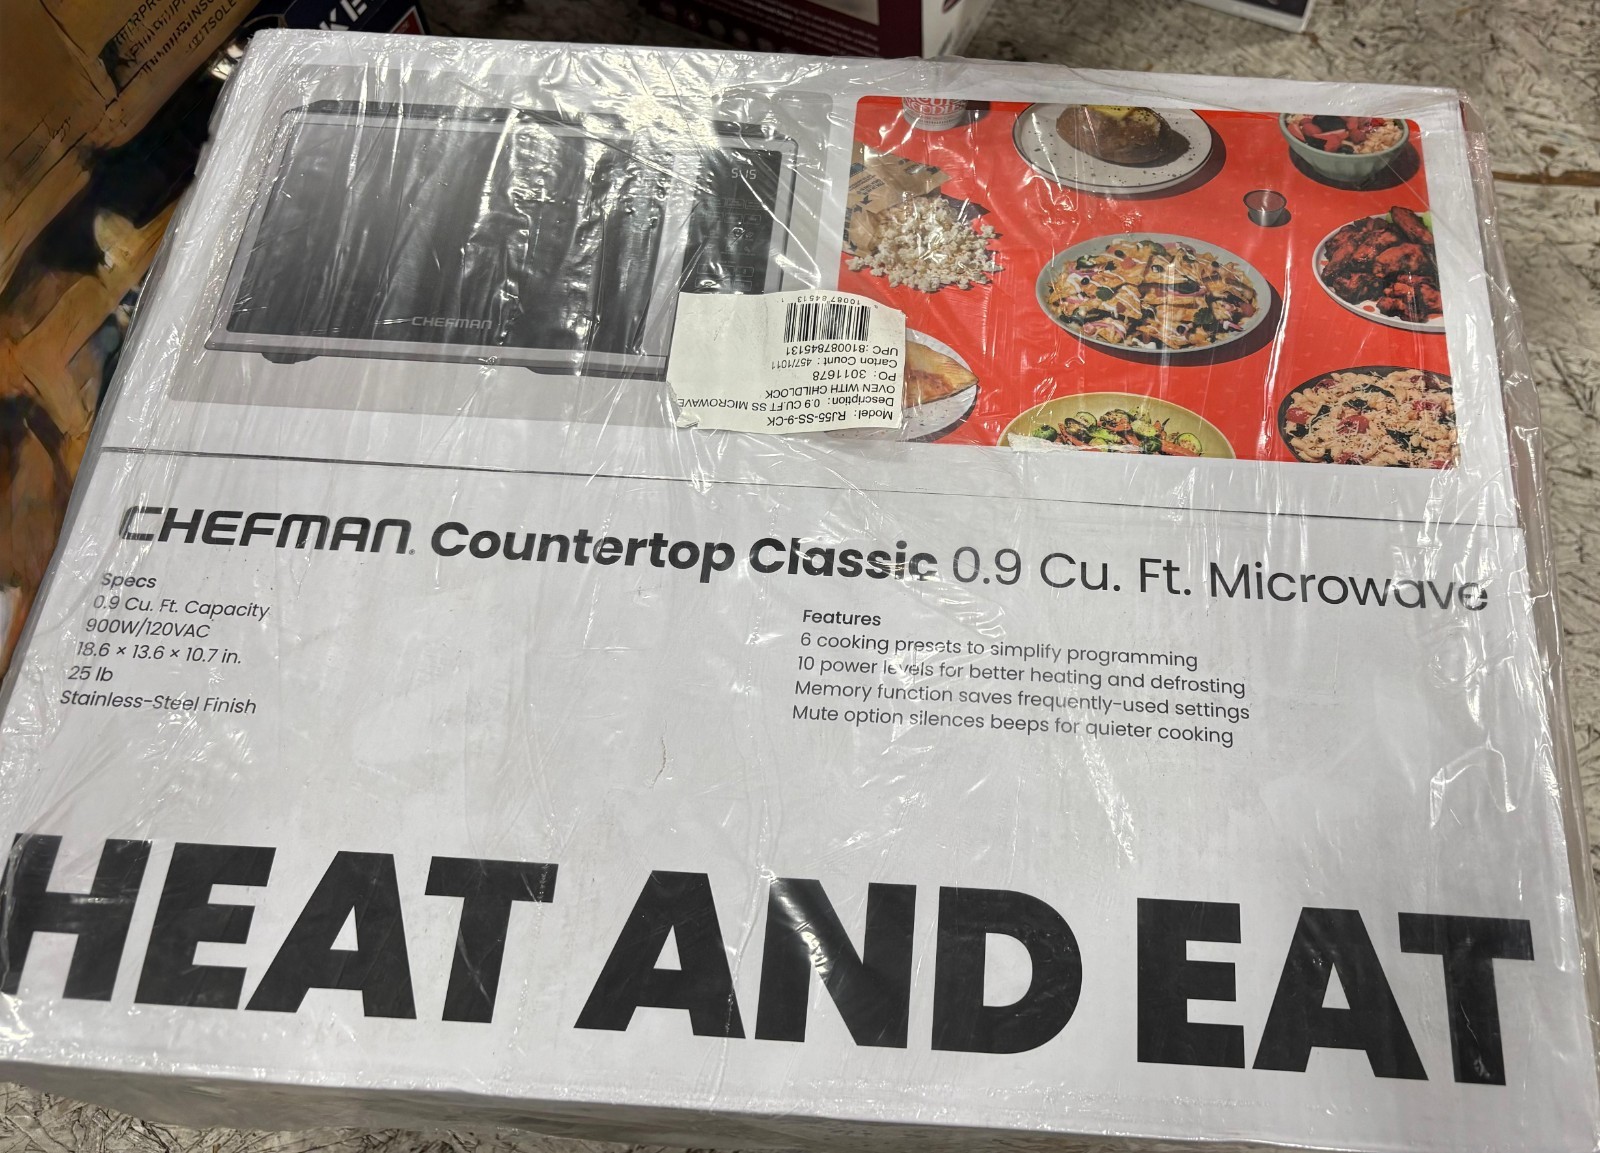 CHEFMAN
Model: RJ55-SS-9-CK
Description: 0.9 CU.FT SS MICROWAVE
OVEN WITH CHILDLOCK
PO: 3011678
Carton Count: 457/1011
UPC:810087845131
CHEFMAN. Countertop Classic 0.9 Cu. Ft. Microwave
Specs
0.9 Cu. Ft. Capacity
900W/120VAC
18.6 × 13.6 × 10.7 in.
25 lb
Stainless-Steel Finish
Features
6 cooking presets to simplify programming
10 power levels for better heating and defrosting
Memory function saves frequently-used settings
Mute option silences beeps for quieter cooking
HEAT AND EAT